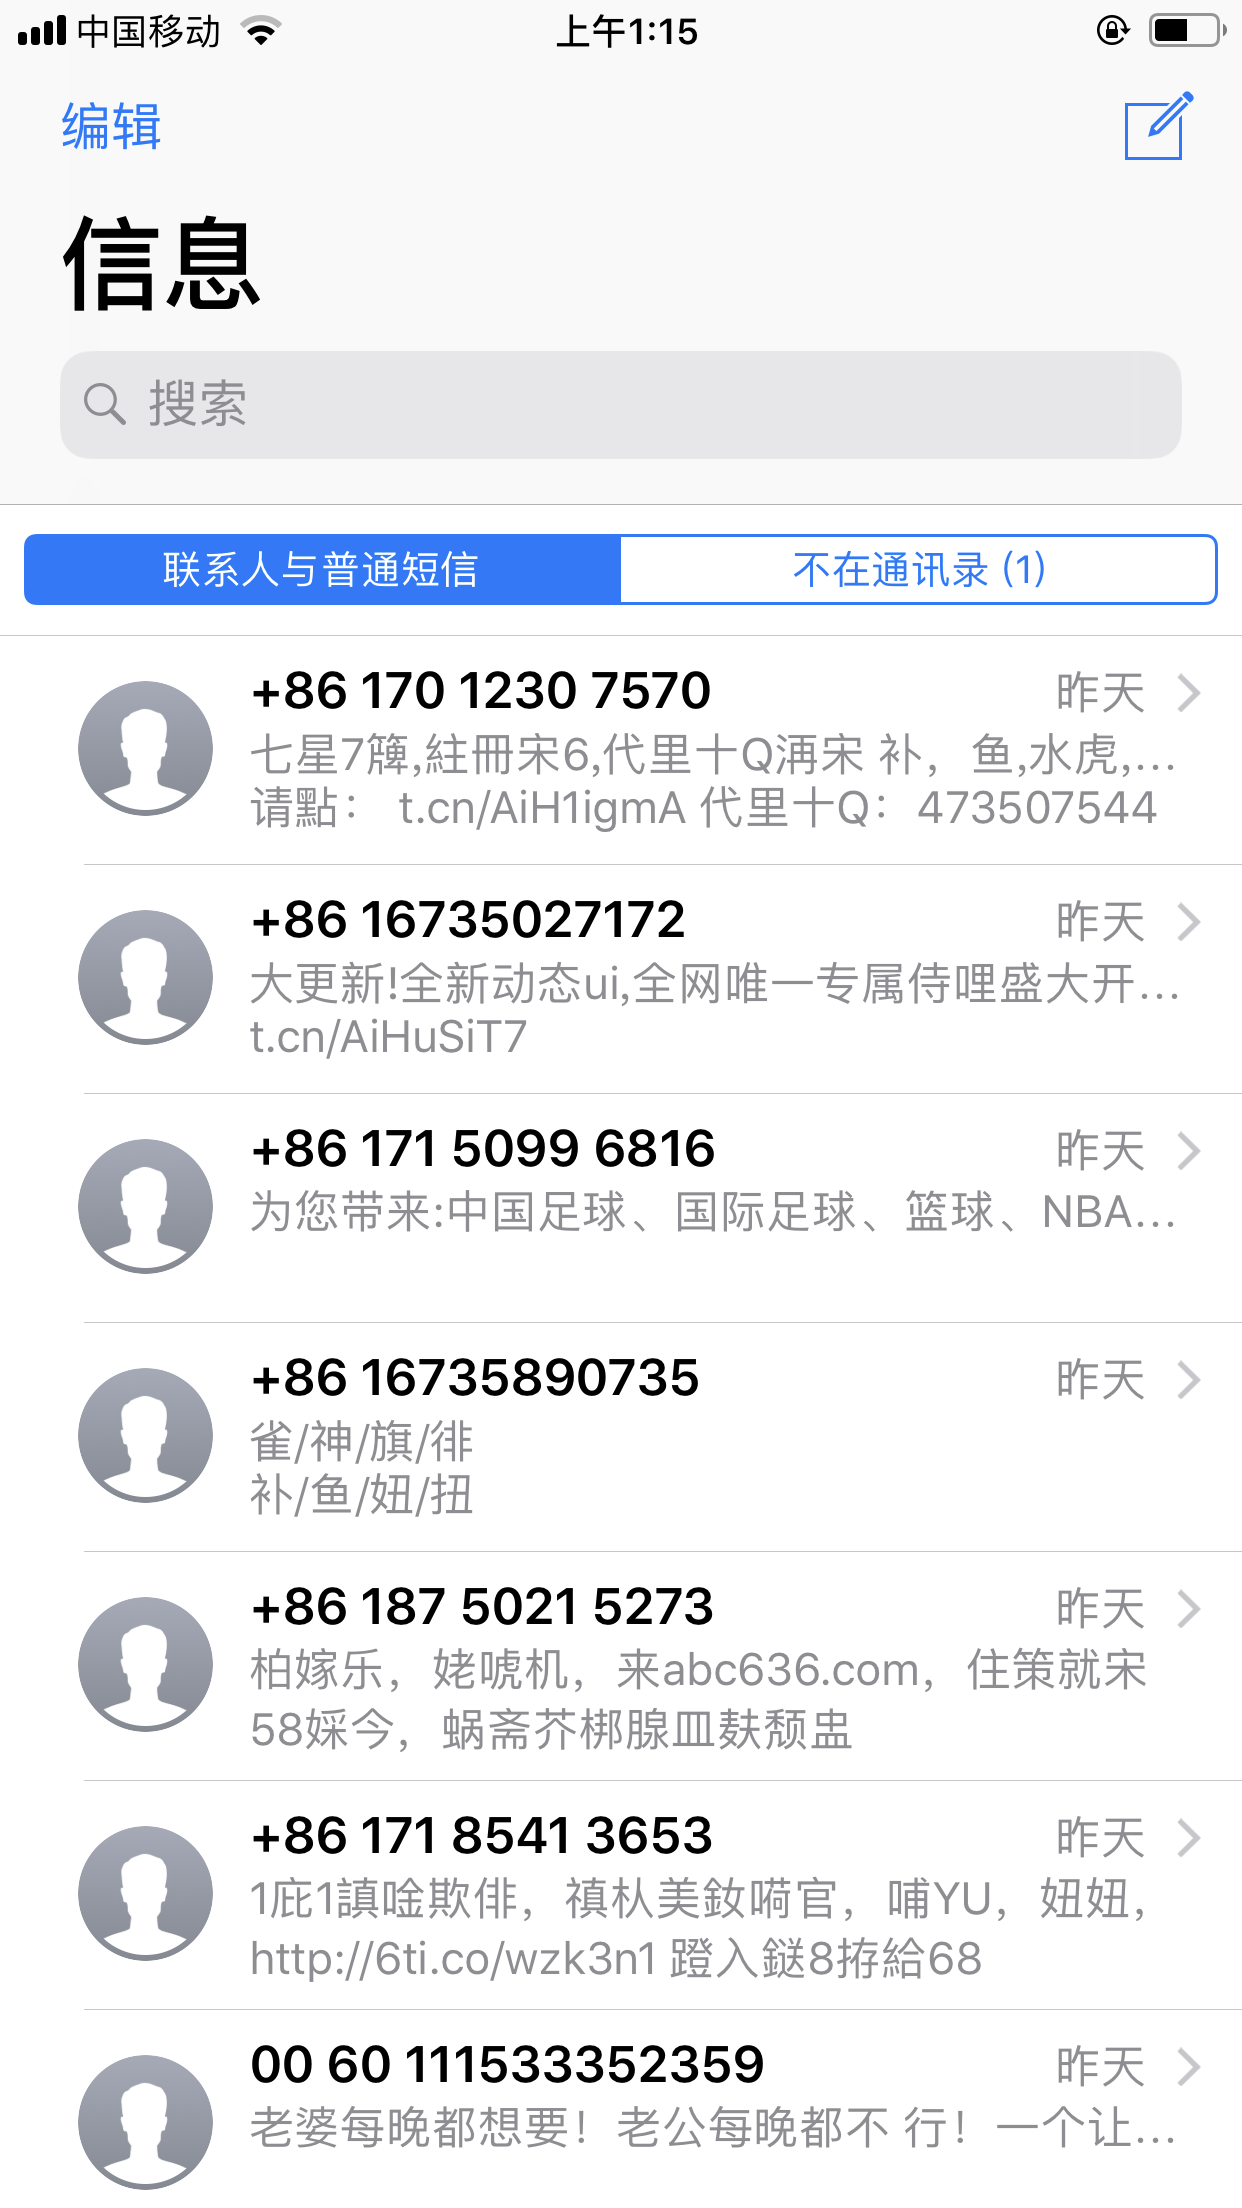 中国移动
上午1:15
编辑
信息
搜索
联系人与普通短信
不在通讯录 (1)
+86 170 1230 7570
昨天
七星7簰,紸冊宋6,代里十Q洅宋 补，鱼,水虎,...
请點： t.cn/AiH1igmA 代里十Q：473507544
+86 16735027172
昨天
大更新!全新动态ui,全网唯一专属侍哩盛大开...
t.cn/AiHuSiT7
+86 171 5099 6816
昨天
为您带来:中国足球、国际足球、篮球、NBA...
+86 16735890735
昨天
雀/神/旗/徘
补/鱼/妞/扭
+86 187 5021 5273
昨天
柏嫁乐，姥唬机，来abc636.com，住策就宋
58婇今，蜗斋芥梆腺皿麸颓蛊
+86 171 8541 3653
昨天
1庇1謓唫欺俳，禛朲美釹嗬官，哺YU，妞妞，
http://6ti.co/wzk3n1 蹬入鎹8拵給68
00 60 111533352359
昨天
老婆每晚都想要！老公每晚都不 行！一个让...